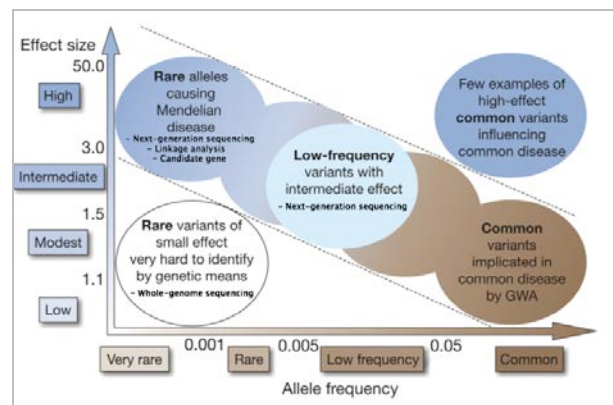 Effect size
50.0
High
3.0
Intermediate
1.5
Modest
1.1
Low
Rare alleles
causing
Mendelian
disease
- Next-generation sequencing
- Linkage analysis
- Candidate gene
Few examples of
high-effect
common variants
influencing
common disease
Low-frequency
variants with
intermediate effect
- Next-generation sequencing
Rare variants of
small effect
very hard to identify
by genetic means
- Whole-genome sequencing
Common
variants
implicated in
common disease
by GWA
0.001
0.005
0.05
Very rare
Rare
Low frequency
Common
Allele frequency